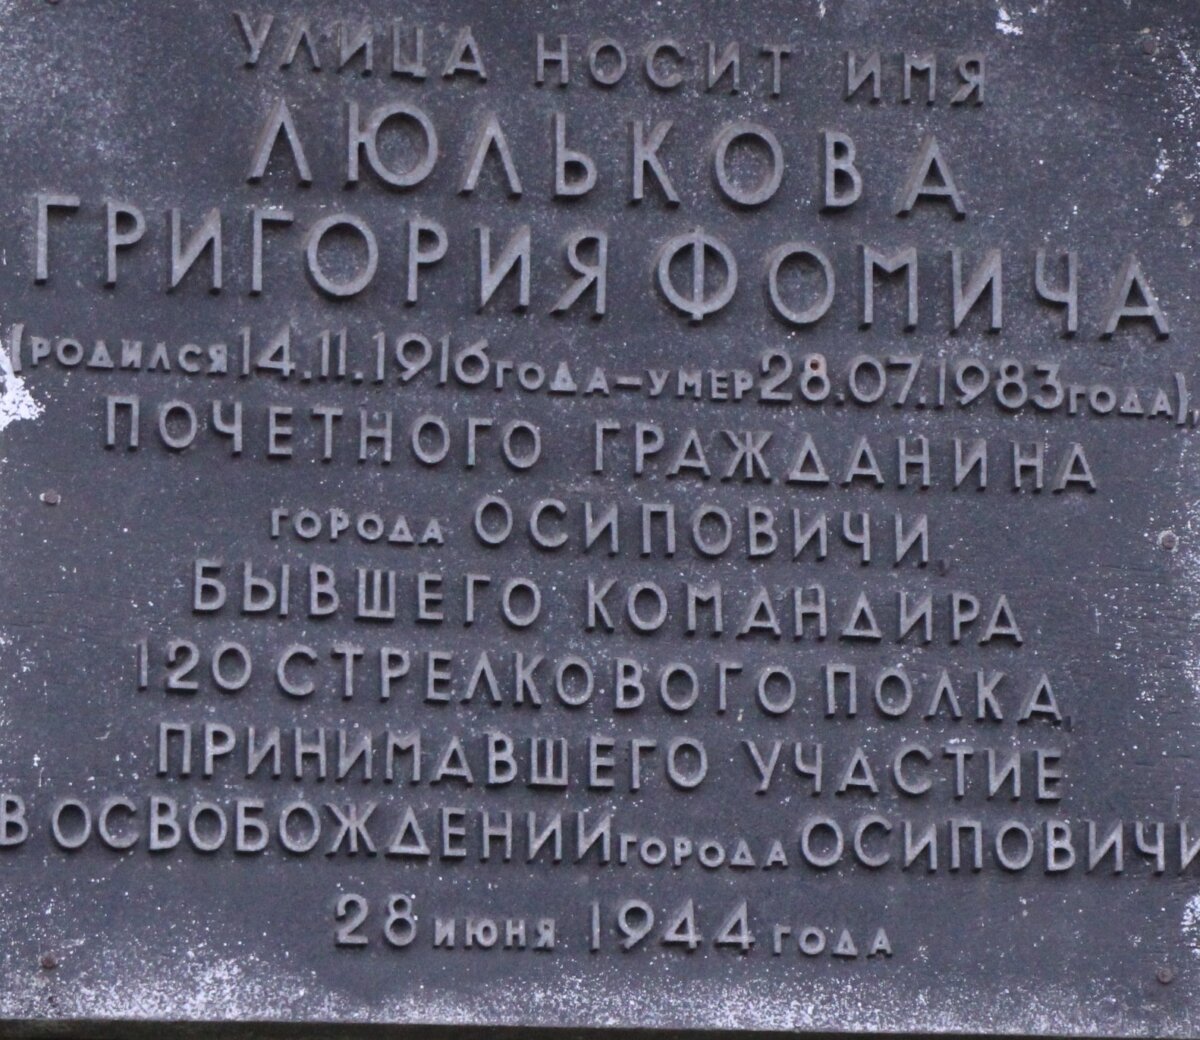 УЛИЦА НОСИТ ИМЯ
ЛЮЛЬКОВА
ГРИГОРИЯ ФОМИЧА
(РОДИЛСЯ 14.11.1916 ГОДА – УМЕР 28.07.1983 ГОДА),
ПОЧЕТНОГО ГРАЖДАНИНА
ГОРОДА ОСИПОВИЧИ,
БЫВШЕГО КОМАНДИРА
120 СТРЕЛКОВОГО ПОЛКА,
ПРИНИМАВШЕГО УЧАСТИЕ
В ОСВОБОЖДЕНИИ ГОРОДА ОСИПОВИЧИ
28 ИЮНЯ 1944 ГОДА